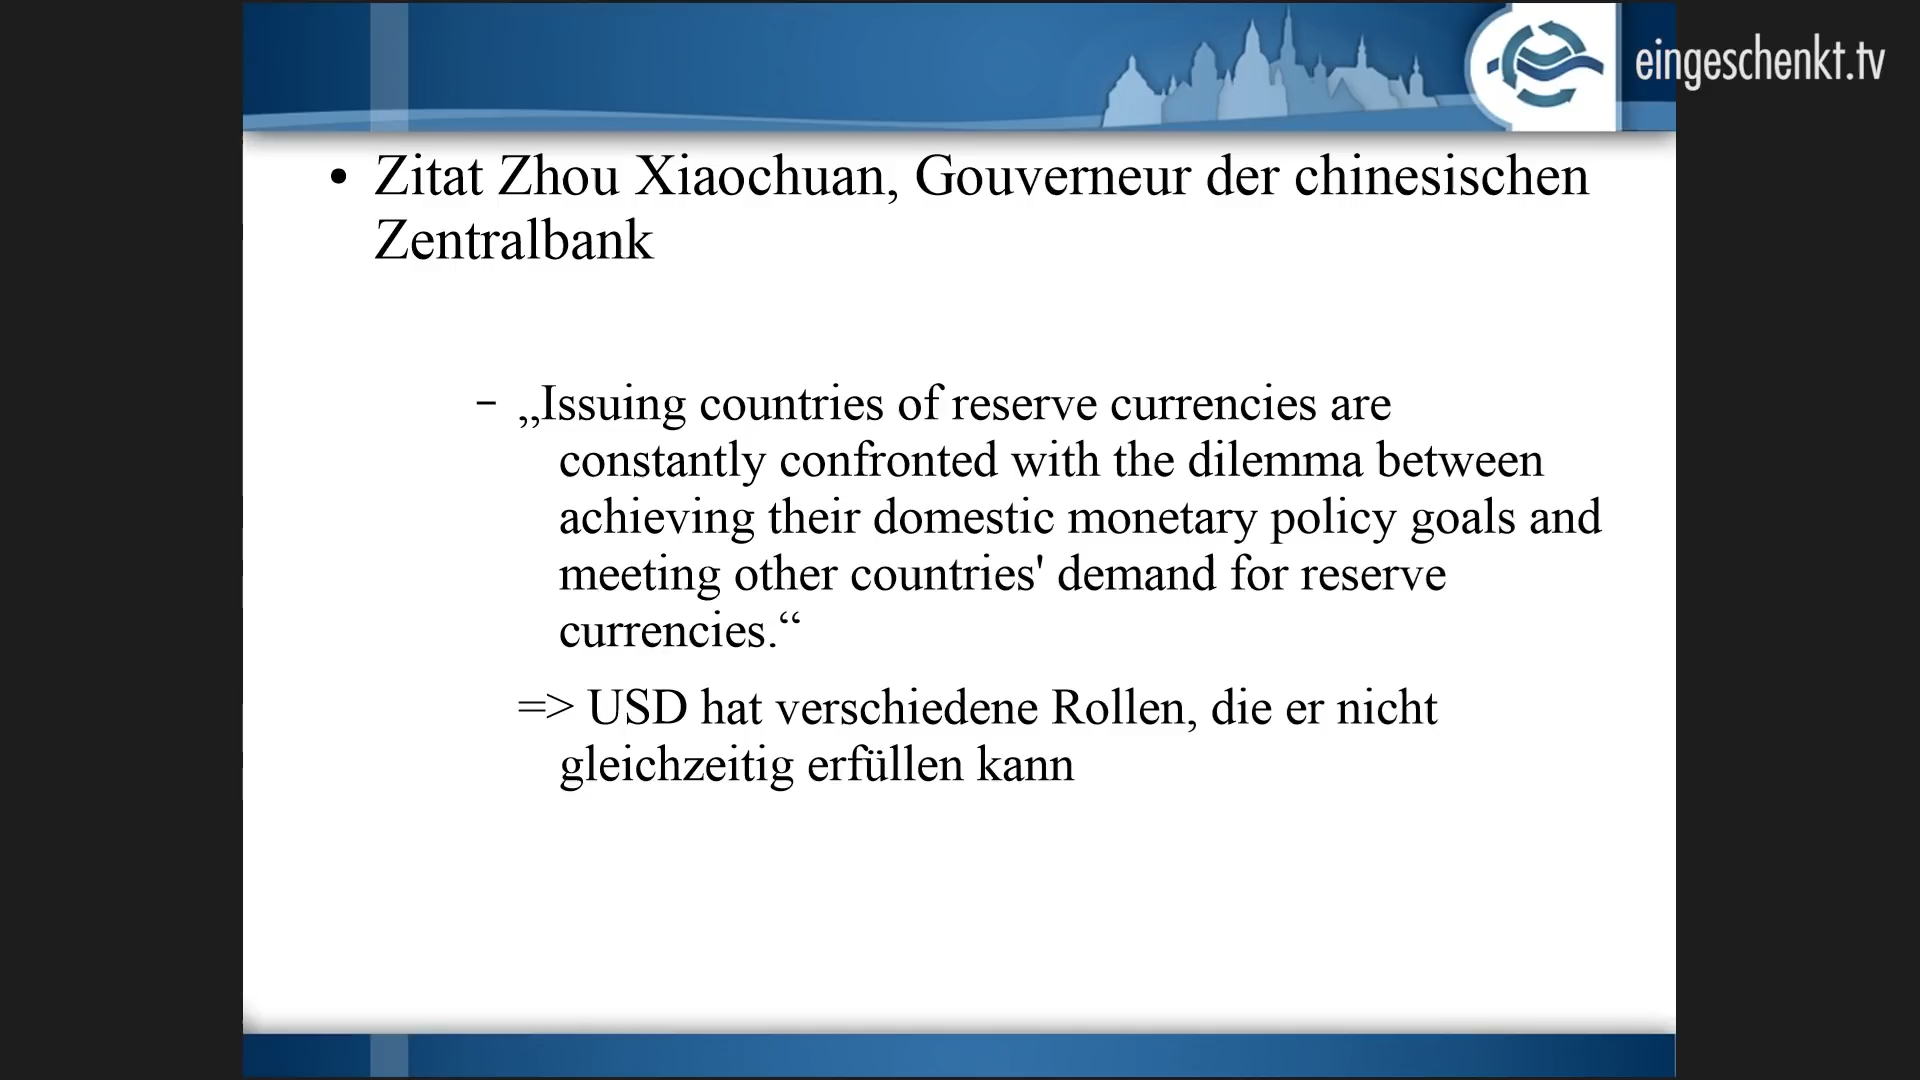 eingeschenkt.tv
• Zitat Zhou Xiaochuan, Gouverneur der chinesischen
Zentralbank
– „Issuing countries of reserve currencies are
constantly confronted with the dilemma between
achieving their domestic monetary policy goals and
meeting other countries' demand for reserve
currencies.“
=> USD hat verschiedene Rollen, die er nicht
gleichzeitig erfüllen kann